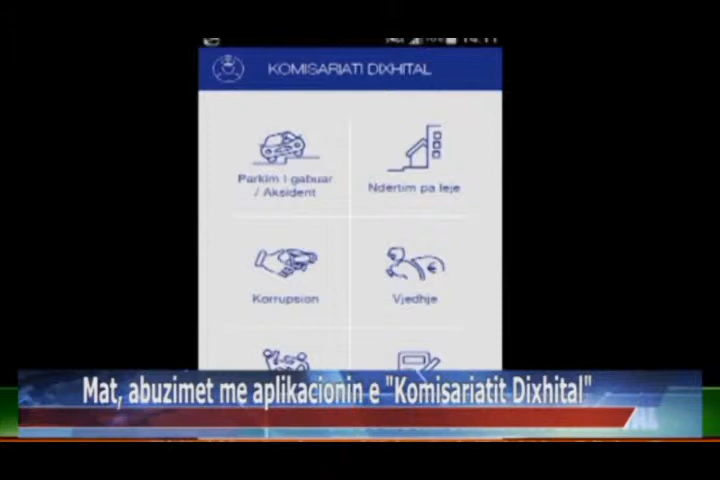 KOMISARIATI DIXHITAL
Parkim i gabuar
/ Aksident
Ndertim pa leje
Korrupsion
Vjedhje
Mat, abuzimet me aplikacionin e "Komisariatit Dixhital"